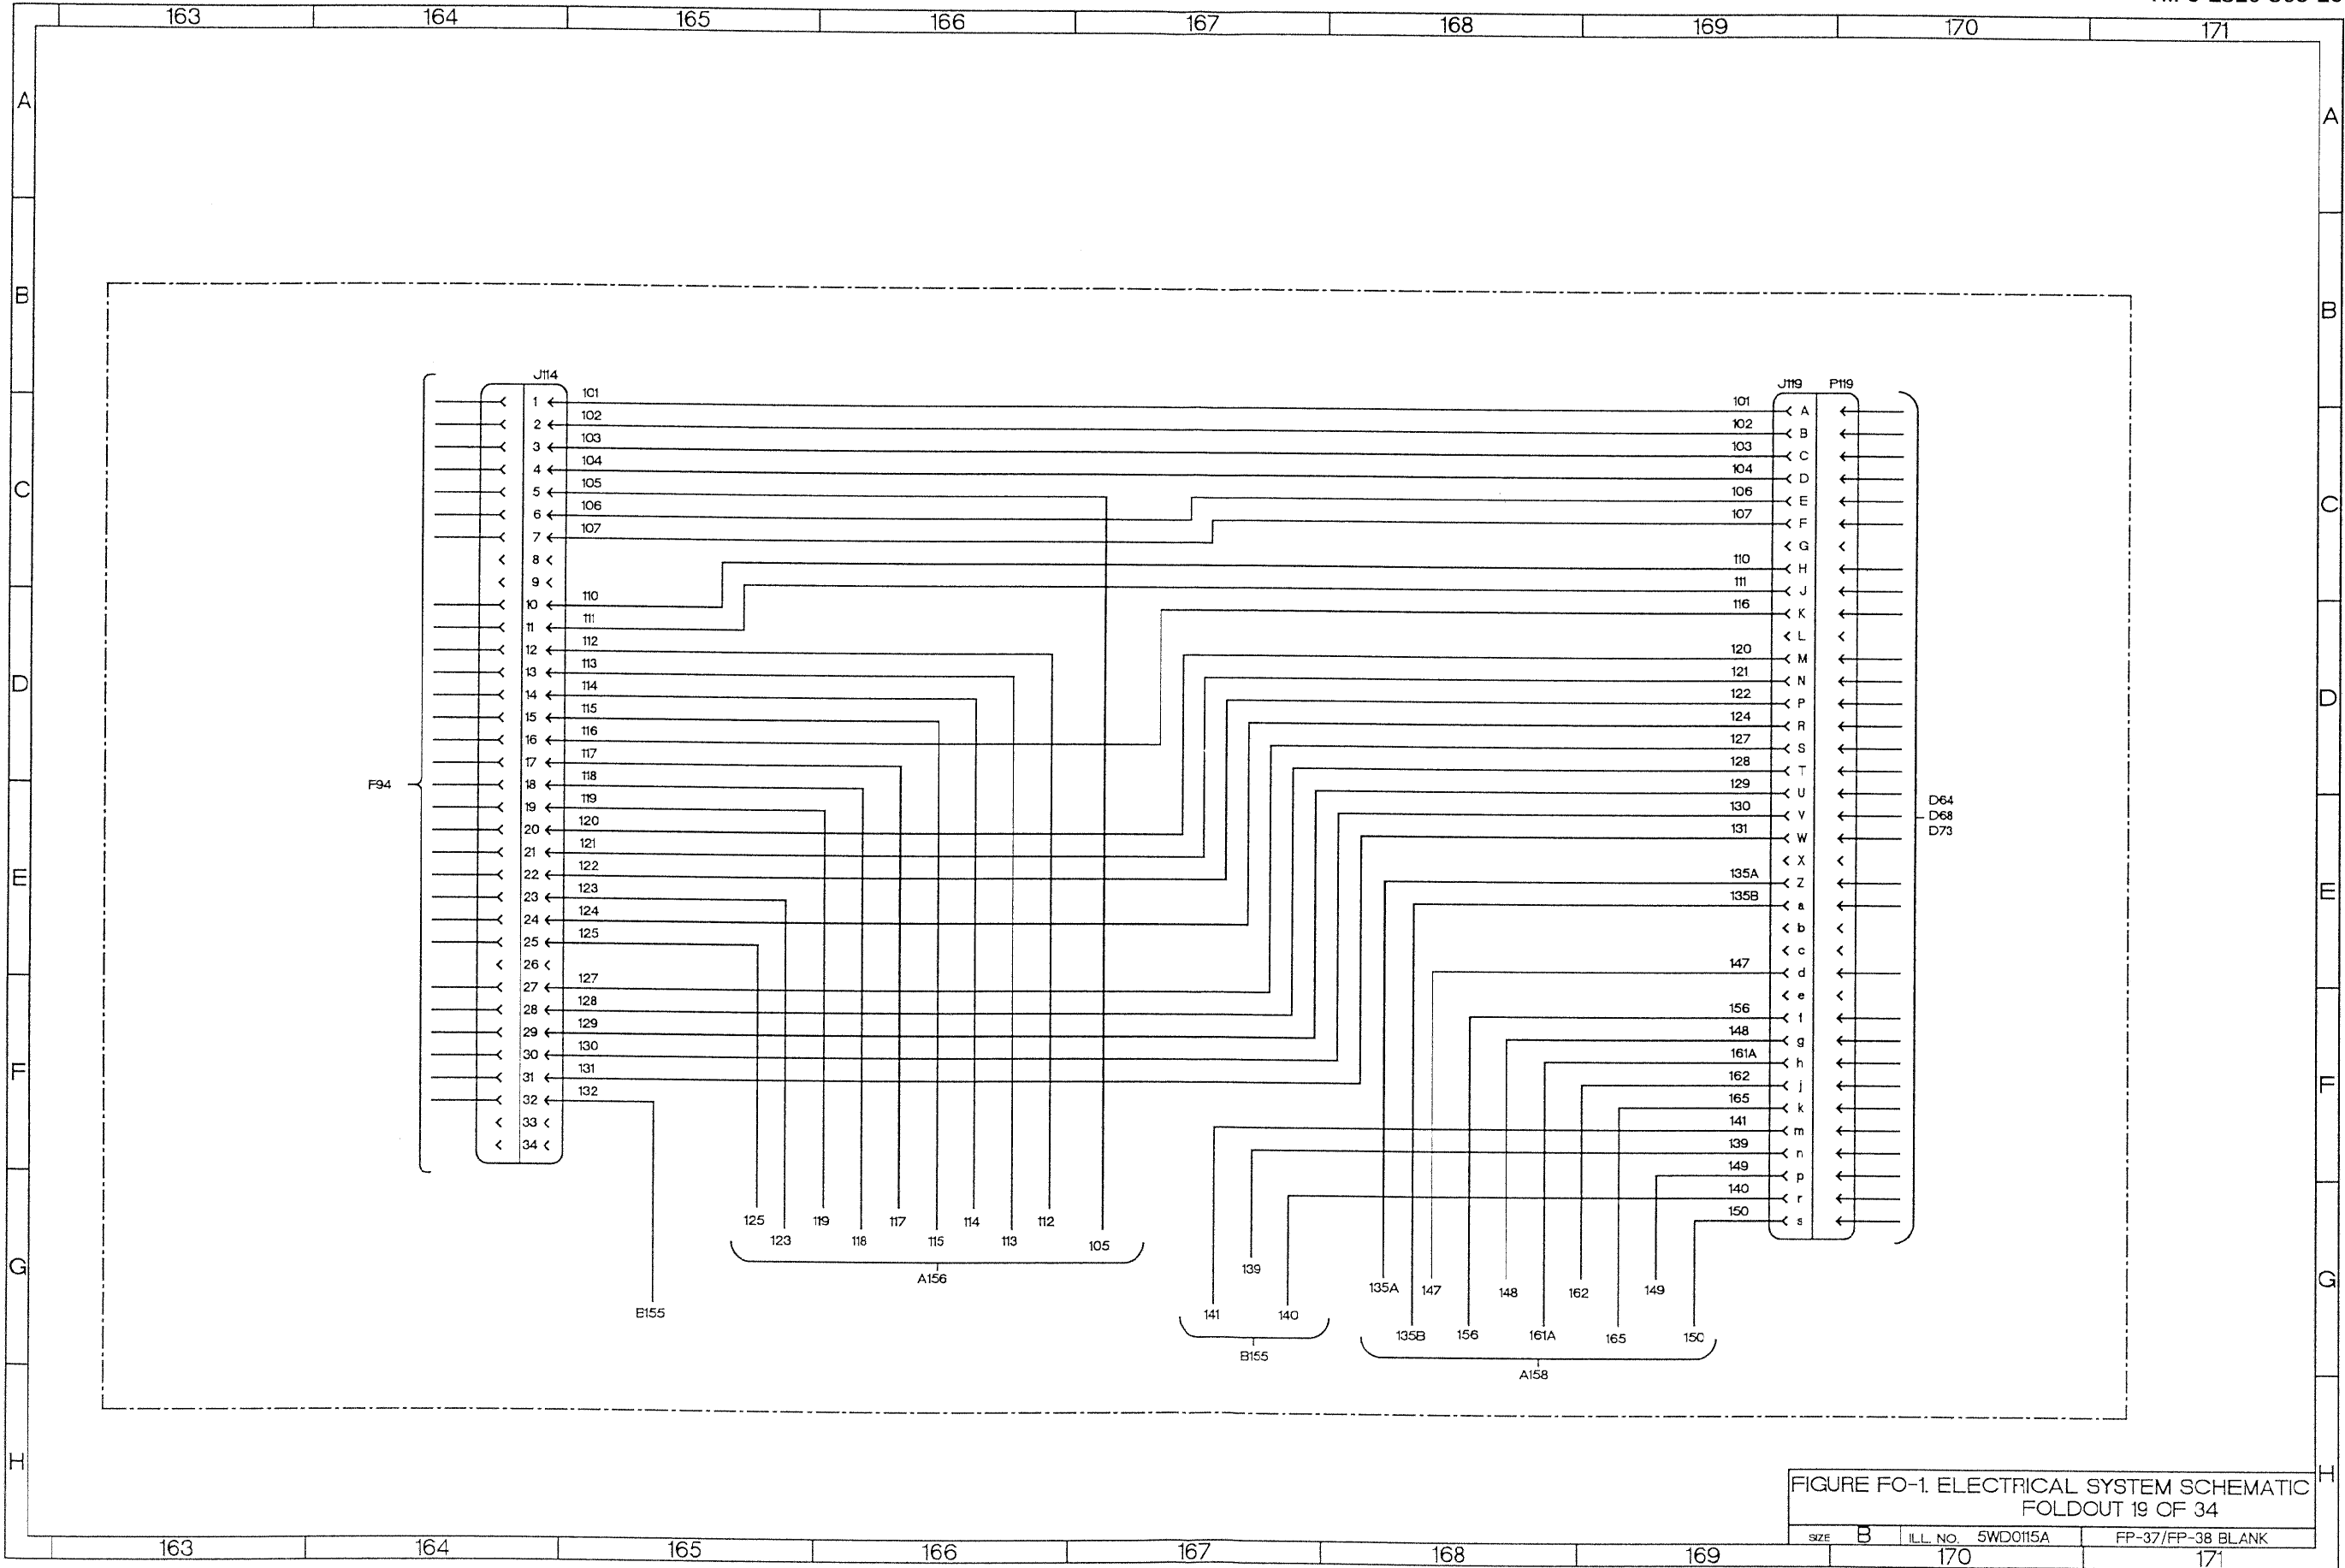 163 164 165 166 167 168 169 170 171
A A
B B
C C
D D
E E
F F
G G
H H
J114
J119 P119
F94
1 101
2 102
3 103
4 104
5 105
6 106
7 107
8
9
10 110
11 111
12 112
13 113
14 114
15 115
16 116
17 117
18 118
19 119
20 120
21 121
22 122
23 123
24 124
25 125
26
27 127
28 128
29 129
30 130
31 131
32 132
33
34
101 A
102 B
103 C
104 D
106 E
107 F
G
110 H
111 J
116 K
L
120 M
121 N
122 P
124 R
127 S
128 T
129 U
130 V
131 W
X
135A Z
135B a
b
c
147 d
e
156 f
148 g
161A h
162 j
165 k
141 m
139 n
149 p
140 r
150 s
D64
D68
D73
125 119 117 114 112
123 118 115 113 105
A156
B155
139
141 140
B155
135A 147 148 162 149
135B 156 161A 165 150
A158
FIGURE FO-1. ELECTRICAL SYSTEM SCHEMATIC
FOLDOUT 19 OF 34
SIZE B ILL. NO. 5WD0115A FP-37/FP-38 BLANK
163 164 165 166 167 168 169 170 171